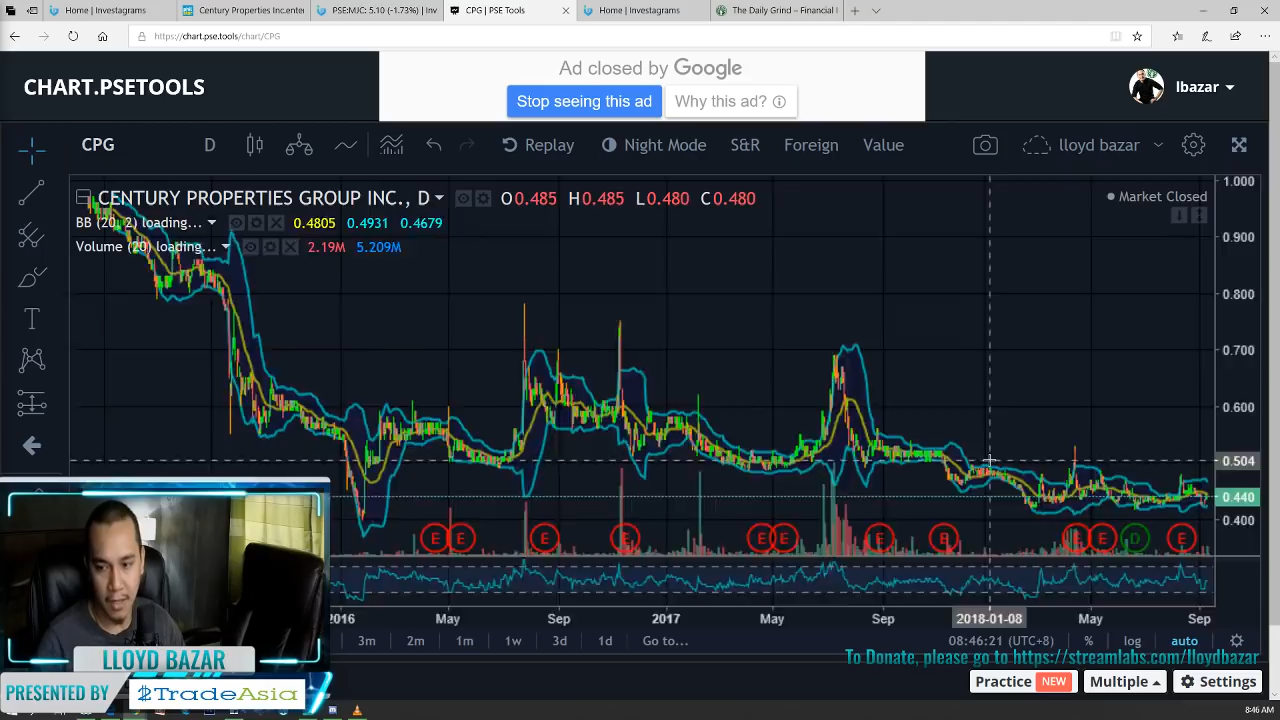 Home | Investagrams
Century Properties Inc.ente
PSE:MJC: 5.10 (-1.73%) | Inv
CPG | PSE Tools
Home | Investagrams
The Daily Grind – Financial I
https://chart.pse.tools/chart/CPG
CHART.PSETOOLS
Ad closed by Google
Stop seeing this ad
Why this ad?
lbazar
CPG
D
Replay
Night Mode
S&R
Foreign
Value
lloyd bazar
CENTURY PROPERTIES GROUP INC., D
O0.485 H0.485 L0.480 C0.480
Market Closed
BB (20, 2) loading... 0.4805 0.4931 0.4679
Volume (20) loading... 2.19M 5.209M
1.000
0.900
0.800
0.700
0.600
0.504
0.440
0.400
E E E E E E E E E E D E
2016 May Sep 2017 May Sep 2018-01-08 May Sep
3m 2m 1m 1w 3d 1d Go to... 08:46:21 (UTC+8) % log auto
To Donate, please go to https://streamlabs.com/lloydbazar
LLOYD BAZAR
PRESENTED BY
$TradeAsia
Practice NEW
Multiple
Settings
8:46 AM